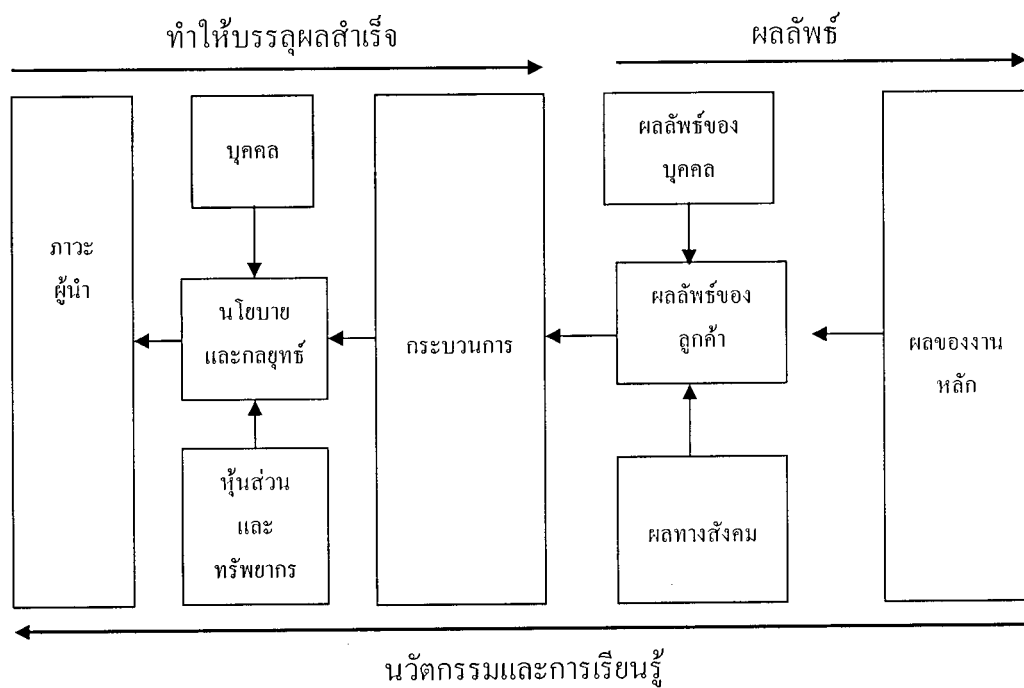 ทำให้บรรลุผลสำเร็จ
ผลลัพธ์
ภาวะ
ผู้นำ
บุคคล
นโยบาย
และกลยุทธ์
หุ้นส่วน
และ
ทรัพยากร
กระบวนการ
ผลลัพธ์ของ
บุคคล
ผลลัพธ์ของ
ลูกค้า
ผลทางสังคม
ผลของงาน
หลัก
นวัตกรรมและการเรียนรู้